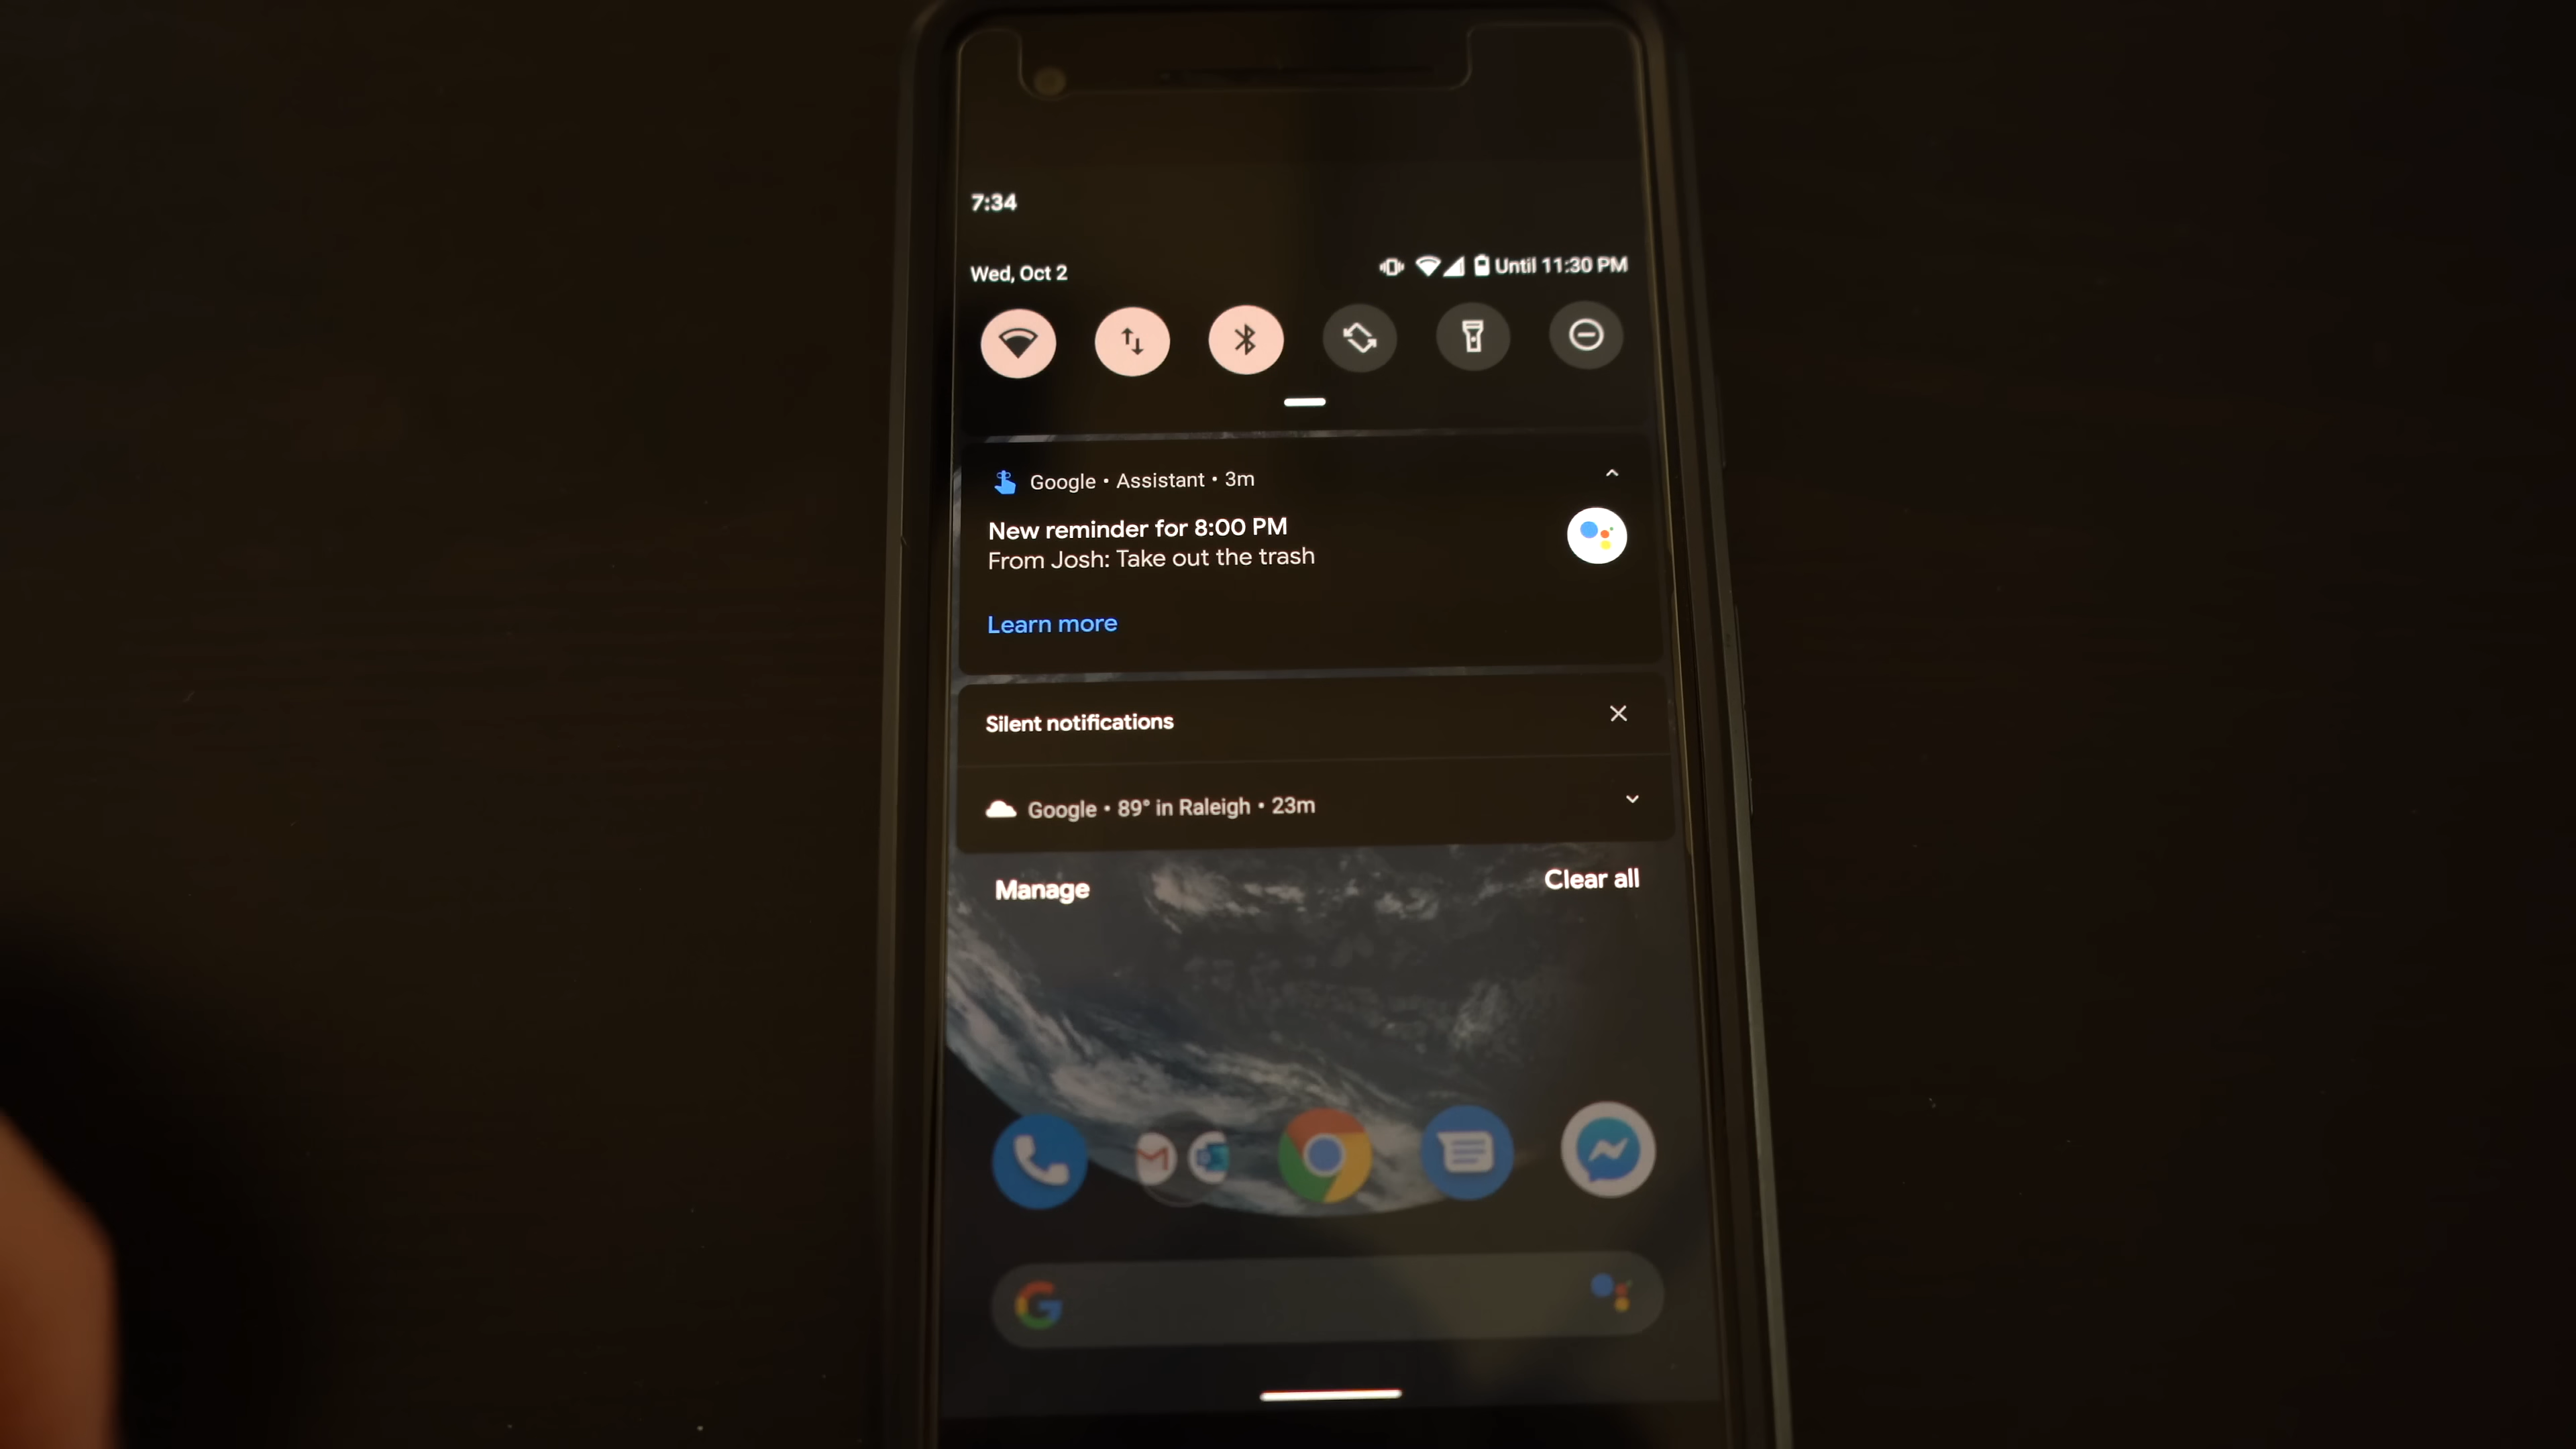 7:34
Wed, Oct 2
Until 11:30 PM
Google • Assistant • 3m
New reminder for 8:00 PM
From Josh: Take out the trash
Learn more
Silent notifications
Google • 89° in Raleigh • 23m
Manage
Clear all